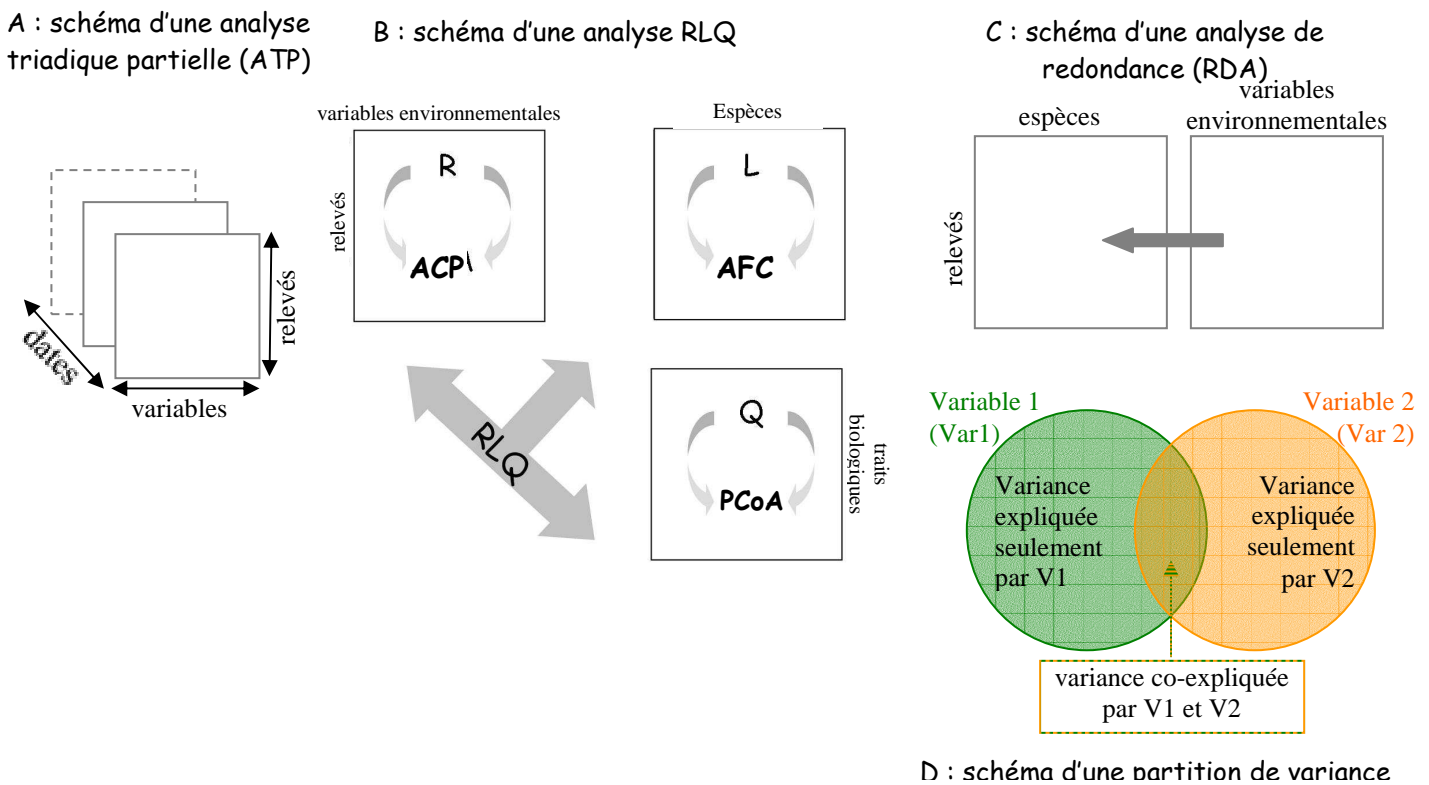 A : schéma d'une analyse
triadique partielle (ATP)
dates
relevés
variables
B : schéma d'une analyse RLQ
variables environnementales
relevés
R
ACP
Espèces
L
AFC
RLQ
Q
PCoA
traits
biologiques
C : schéma d'une analyse de
redondance (RDA)
espèces
variables
environnementales
relevés
Variable 1
(Var1)
Variable 2
(Var 2)
Variance
expliquée
seulement
par V1
Variance
expliquée
seulement
par V2
variance co-expliquée
par V1 et V2
D : schéma d'une partition de variance